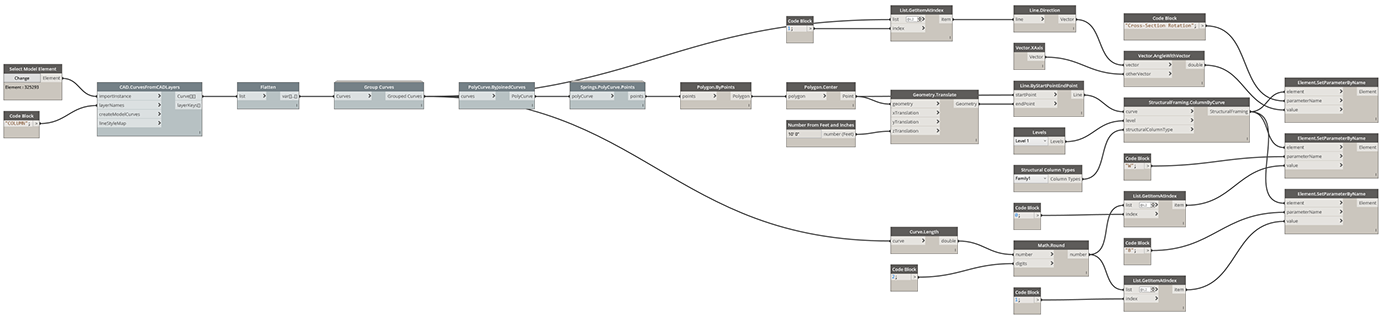 Select Model Element
Change
Element
Element : 325293
Code Block
"COLUMN";
>
CAD.CurvesFromCADLayers
importInstance
>
Curve[][]
layerNames
>
layerKey[]
createModelCurves
>
lineStyleMap
>
Flatten
list
>
var[]..[]
Group Curves
Curves
>
Grouped Curves
PolyCurve.ByJoinedCurves
curves
>
PolyCurve
Springs.PolyCurve.Points
polyCurve
>
points
Polygon.ByPoints
points
>
Polygon
Polygon.Center
polygon
>
Point
Number From Feet and Inches
10' 0"
number (Feet)
Code Block
1;
>
List.GetItemAtIndex
list
>
item
index
>
Geometry.Translate
geometry
>
Geometry
xTranslation
>
yTranslation
>
zTranslation
>
Curve.Length
curve
>
double
Code Block
2;
>
Line.Direction
line
>
Vector
Vector.XAxis
Vector
Line.ByStartPointEndPoint
startPoint
>
Line
endPoint
>
Levels
Level 1
Levels
Structural Column Types
Family1
Column Types
Code Block
0;
>
Math.Round
number
>
number
digits
>
Code Block
1;
>
Code Block
"Cross-Section Rotation";
>
Vector.AngleWithVector
vector
>
double
otherVector
>
StructuralFraming.ColumnByCurve
curve
>
StructuralFraming
level
>
structuralColumnType
>
Code Block
>
List.GetItemAtIndex
list
>
item
index
>
Code Block
>
List.GetItemAtIndex
list
>
item
index
>
Element.SetParameterByName
element
>
Element
parameterName
>
value
>
Element.SetParameterByName
element
>
Element
parameterName
>
value
>
Element.SetParameterByName
element
>
Element
parameterName
>
value
>